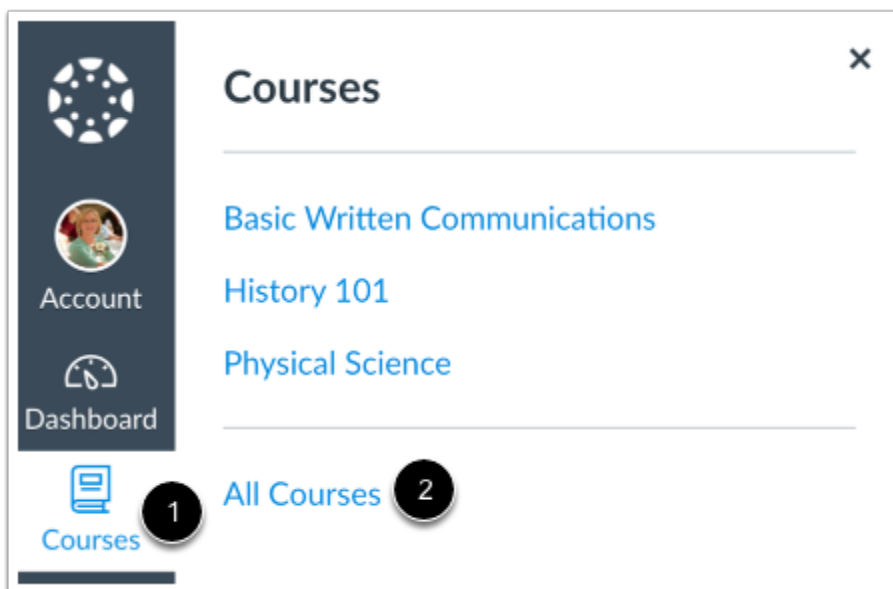 Courses
Basic Written Communications
Account
History 101
Physical Science
Dashboard
All Courses 2
1
Courses